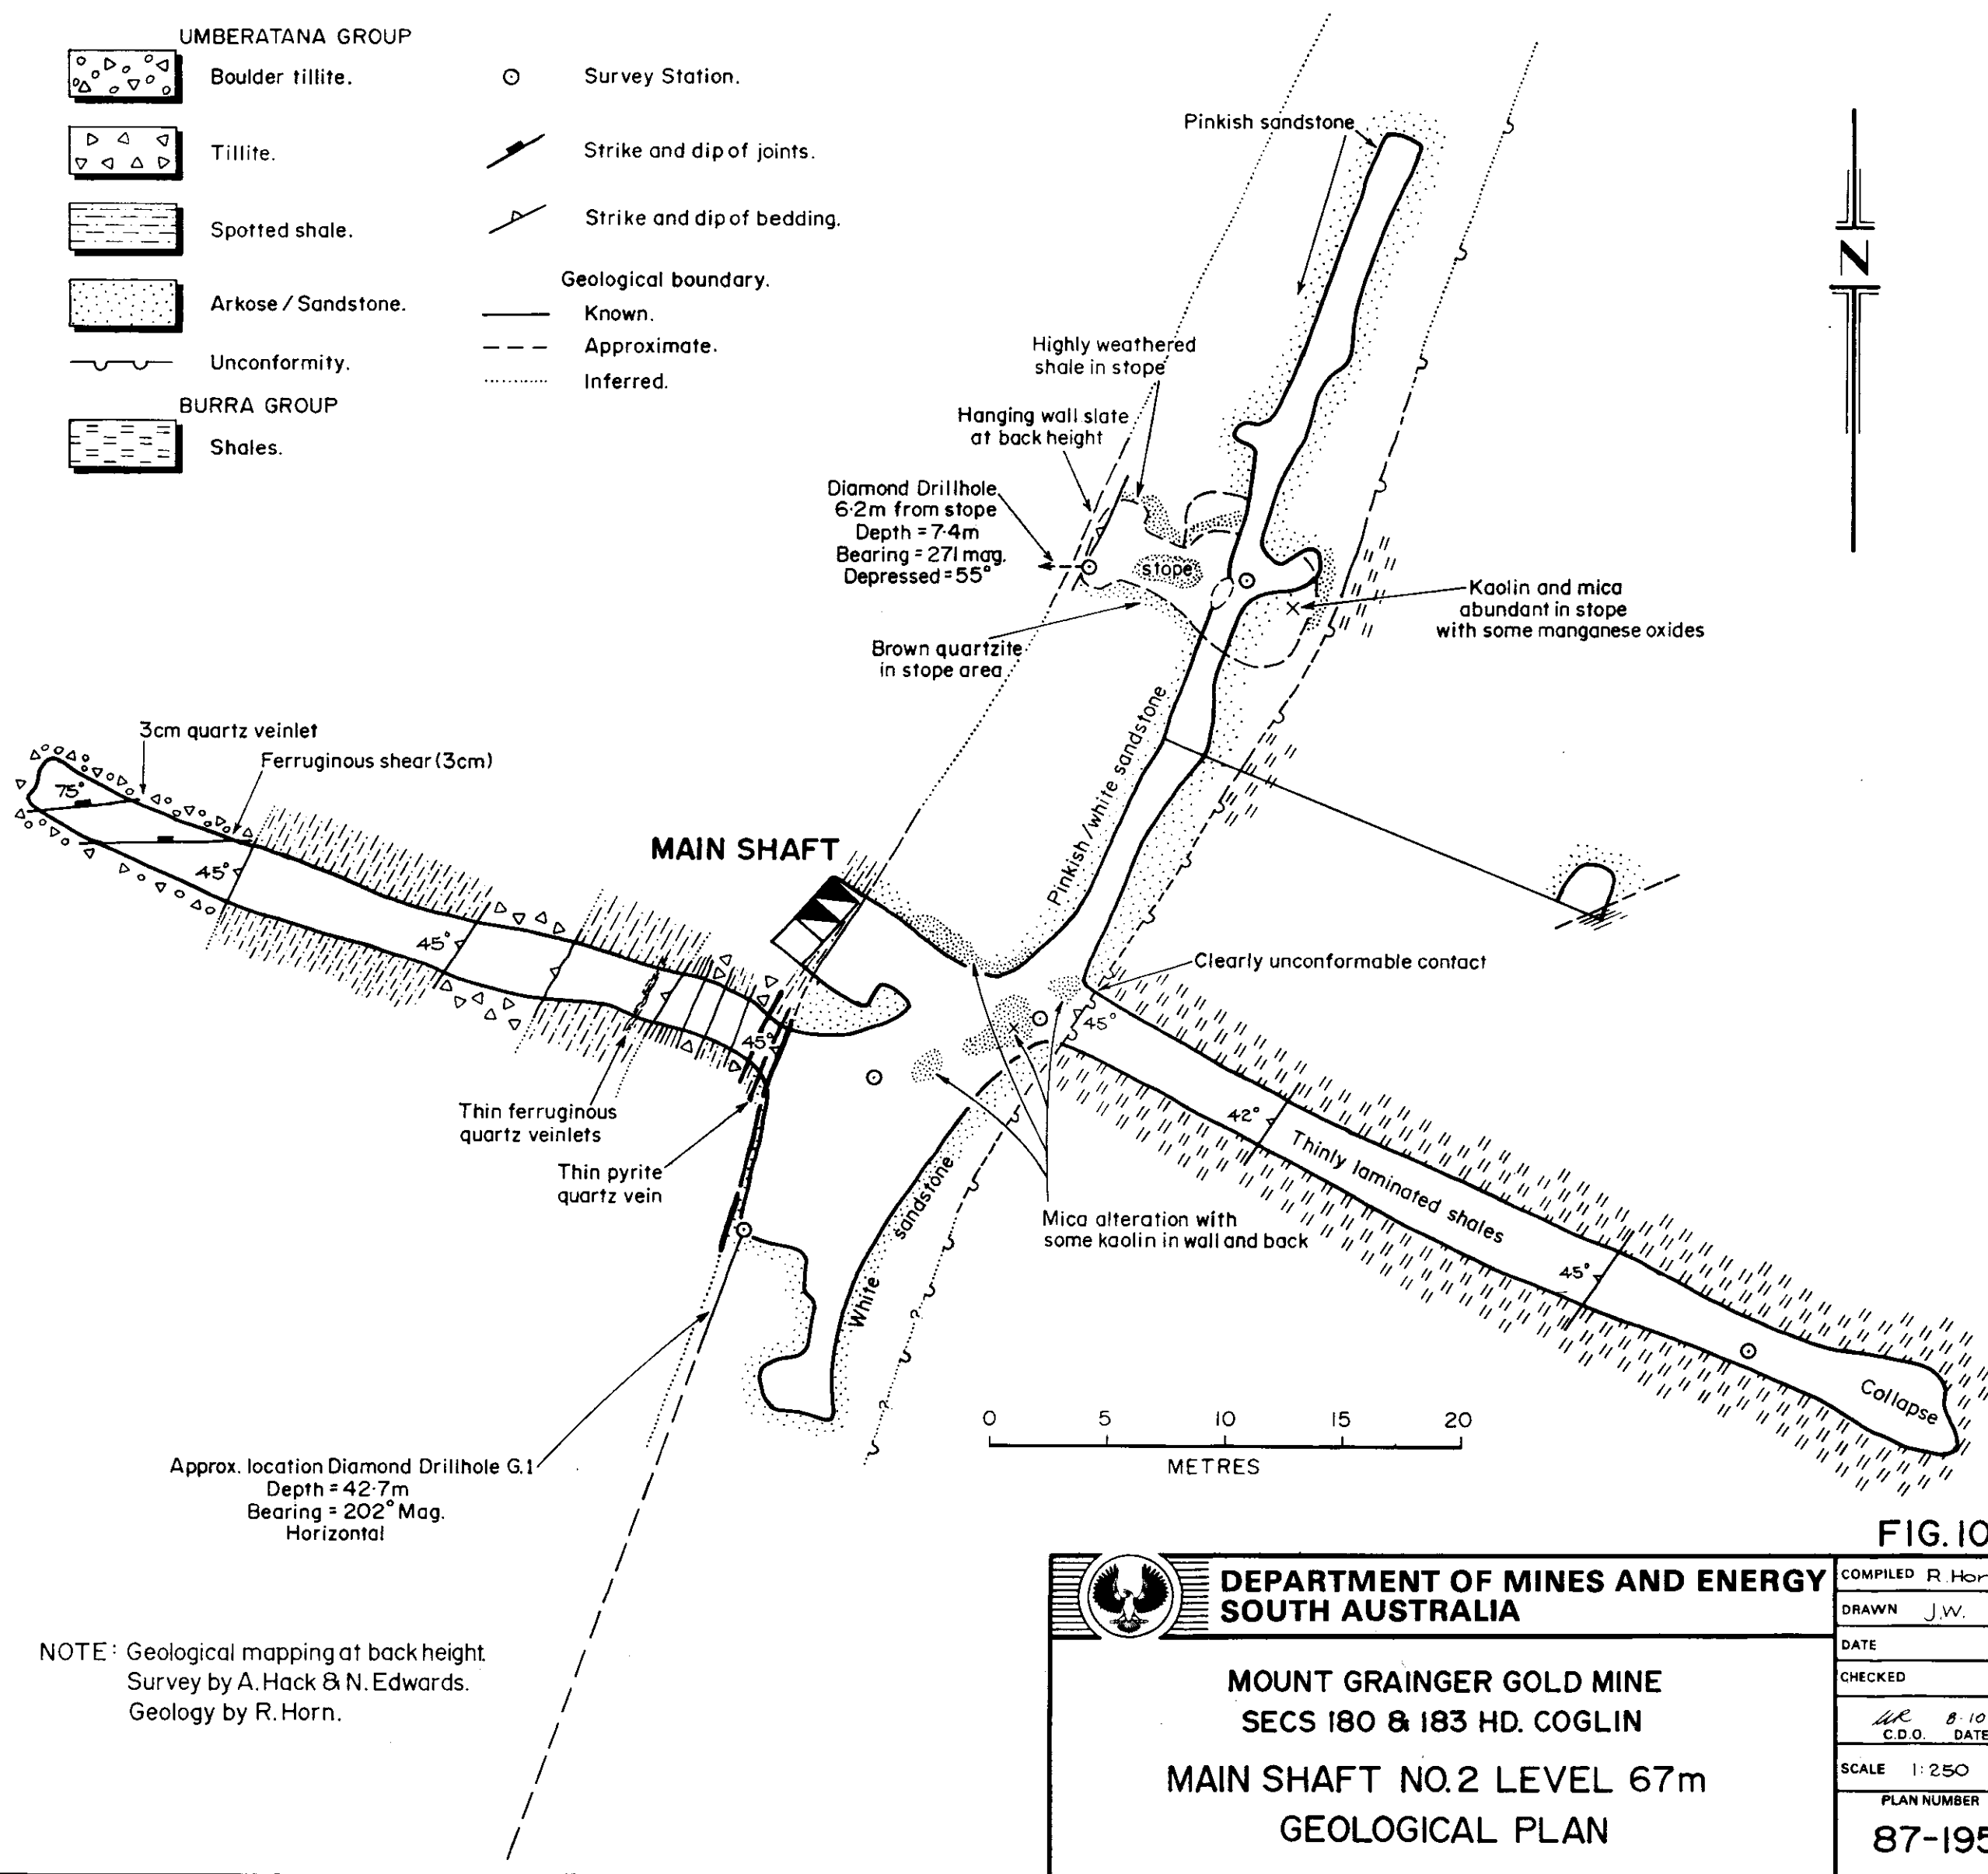 UMBERATANA GROUP
Boulder tillite.
Tillite.
Spotted shale.
Arkose / Sandstone.
Unconformity.
BURRA GROUP
Shales.
Survey Station.
Strike and dip of joints.
Strike and dip of bedding.
Geological boundary.
Known.
Approximate.
Inferred.
N
Pinkish sandstone
Highly weathered
shale in stope
Hanging wall slate
at back height
Diamond Drillhole
6·2m from stope
Depth = 7·4m
Bearing = 271 mag.
Depressed = 55°
stope
Kaolin and mica
abundant in stope
with some manganese oxides
Brown quartzite
in stope area
Pinkish/white sandstone
3cm quartz veinlet
Ferruginous shear (3cm)
75°
45°
45°
MAIN SHAFT
Clearly unconformable contact
45°
45°
42°
Thinly laminated shales
45°
Collapse
Thin ferruginous
quartz veinlets
Thin pyrite
quartz vein
White sandstone
Mica alteration with
some kaolin in wall and back
?
?
0 5 10 15 20
METRES
Approx. location Diamond Drillhole G.1
Depth = 42·7m
Bearing = 202° Mag.
Horizontal
NOTE: Geological mapping at back height.
Survey by A. Hack & N. Edwards.
Geology by R. Horn.
FIG. 10
DEPARTMENT OF MINES AND ENERGY
SOUTH AUSTRALIA
MOUNT GRAINGER GOLD MINE
SECS 180 & 183 HD. COGLIN
MAIN SHAFT NO. 2 LEVEL 67m
GEOLOGICAL PLAN
COMPILED R. Hor
DRAWN J.W.
DATE
CHECKED
8·10
C.D.O. DATE
SCALE 1:250
PLAN NUMBER
87-195